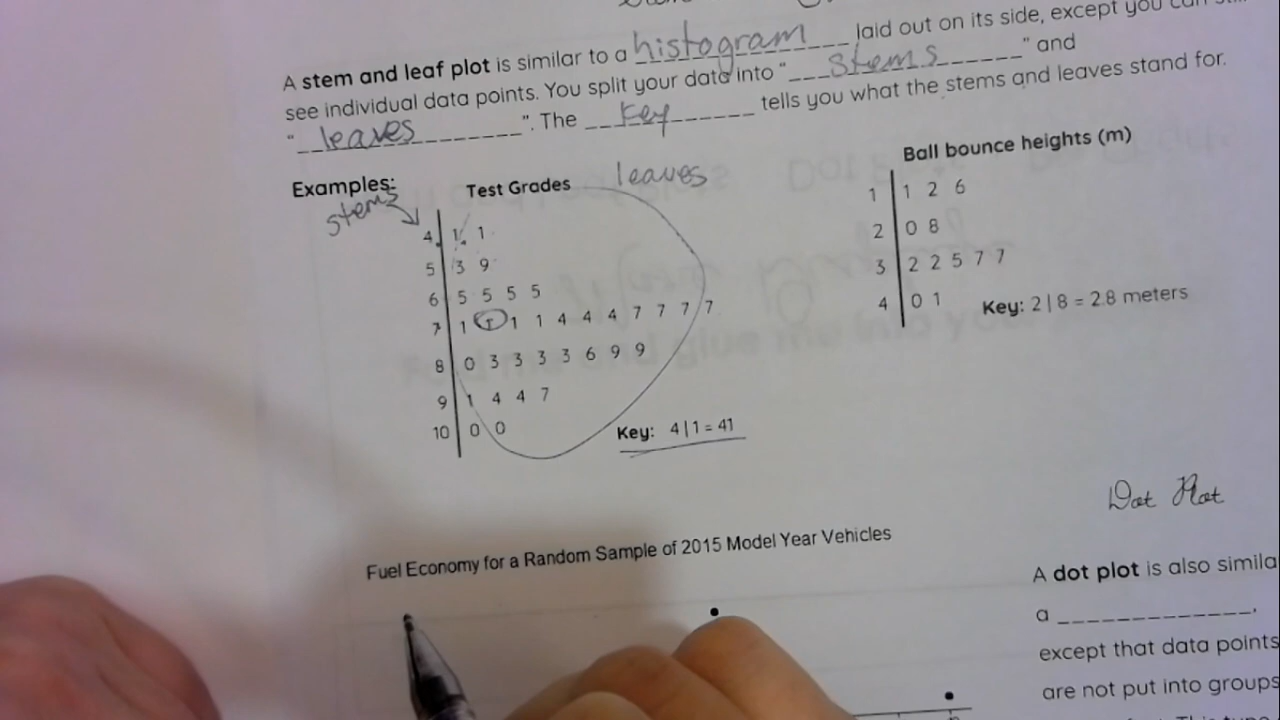 A stem and leaf plot is similar to a histogram laid out on its side, except you can
see individual data points. You split your data into "stems" and
"leaves". The key tells you what the stems and leaves stand for.
Examples:
stems
Test Grades
leaves
4 | 1 1
5 | 3 9
6 | 5 5 5 5
7 | 1 1 1 1 4 4 4 7 7 7 7
8 | 0 3 3 3 3 6 9 9
9 | 1 4 4 7
10 | 0 0
Key: 4 | 1 = 41
Ball bounce heights (m)
1 | 1 2 6
2 | 0 8
3 | 2 2 5 7 7
4 | 0 1
Key: 2 | 8 = 2.8 meters
Dot Plot
Fuel Economy for a Random Sample of 2015 Model Year Vehicles
A dot plot is also simila
a _____________.
except that data points
are not put into groups